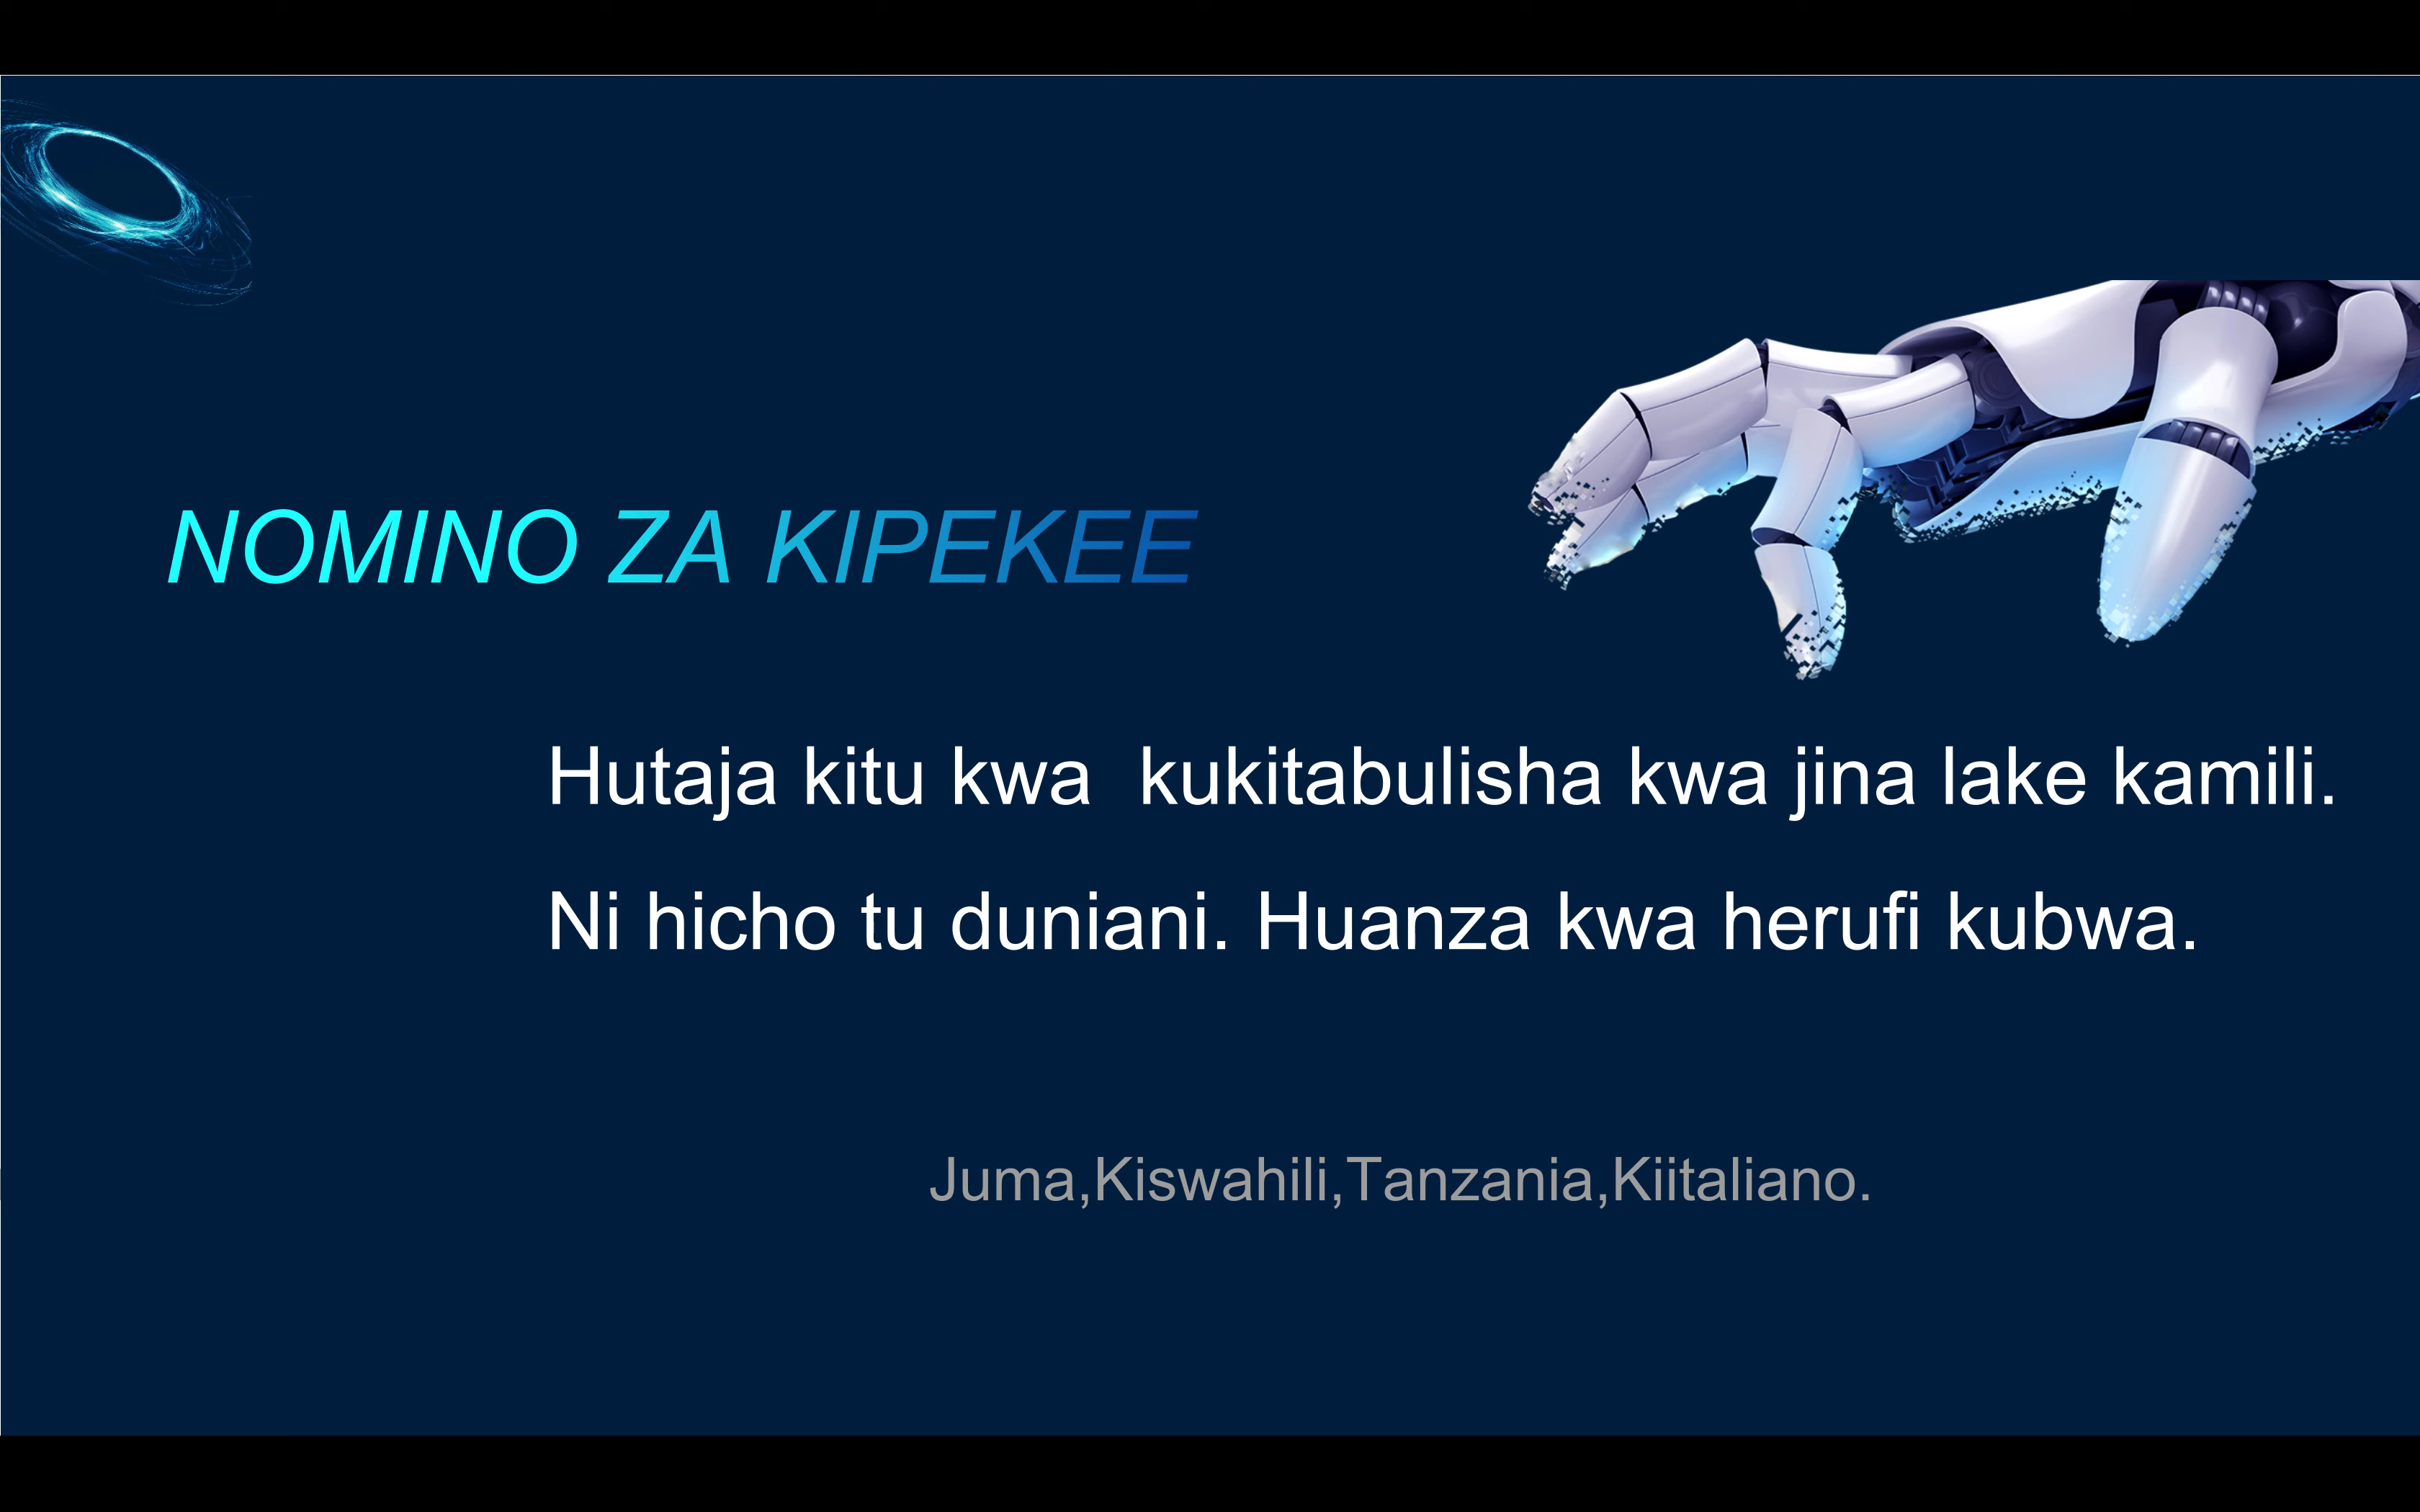 NOMINO ZA KIPEKEE
Hutaja kitu kwa  kukitabulisha kwa jina lake kamili.
Ni hicho tu duniani. Huanza kwa herufi kubwa.
Juma,Kiswahili,Tanzania,Kiitaliano.